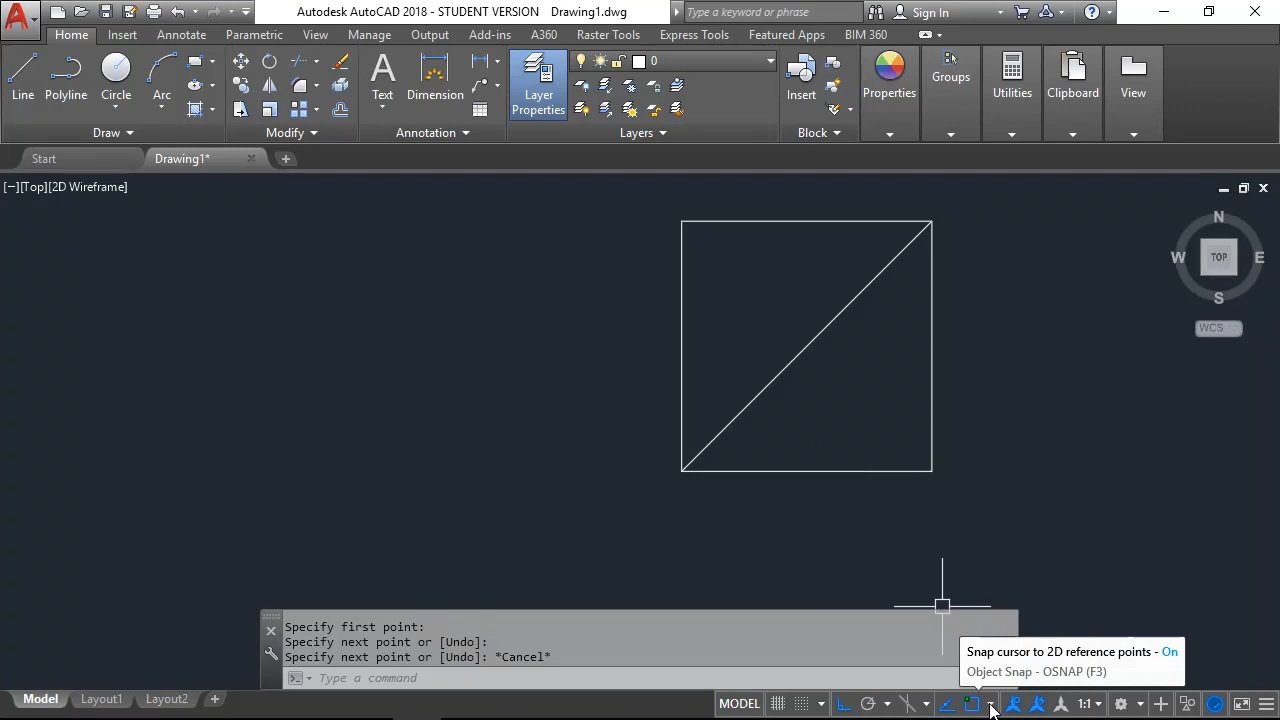 Autodesk AutoCAD 2018 - STUDENT VERSION    Drawing1.dwg
Type a keyword or phrase
Sign In
Home Insert Annotate Parametric View Manage Output Add-ins A360 Raster Tools Express Tools Featured Apps BIM 360
0
Line Polyline Circle Arc
Text Dimension
Layer Properties
Insert
Properties
Groups
Utilities
Clipboard
View
Draw Modify Annotation Layers Block
Start Drawing1*
[−][Top][2D Wireframe]
N
W TOP E
S
WCS
Specify first point:
Specify next point or [Undo]:
Specify next point or [Undo]: *Cancel*
Type a command
Snap cursor to 2D reference points - On
Object Snap - OSNAP (F3)
Model Layout1 Layout2
MODEL
1:1